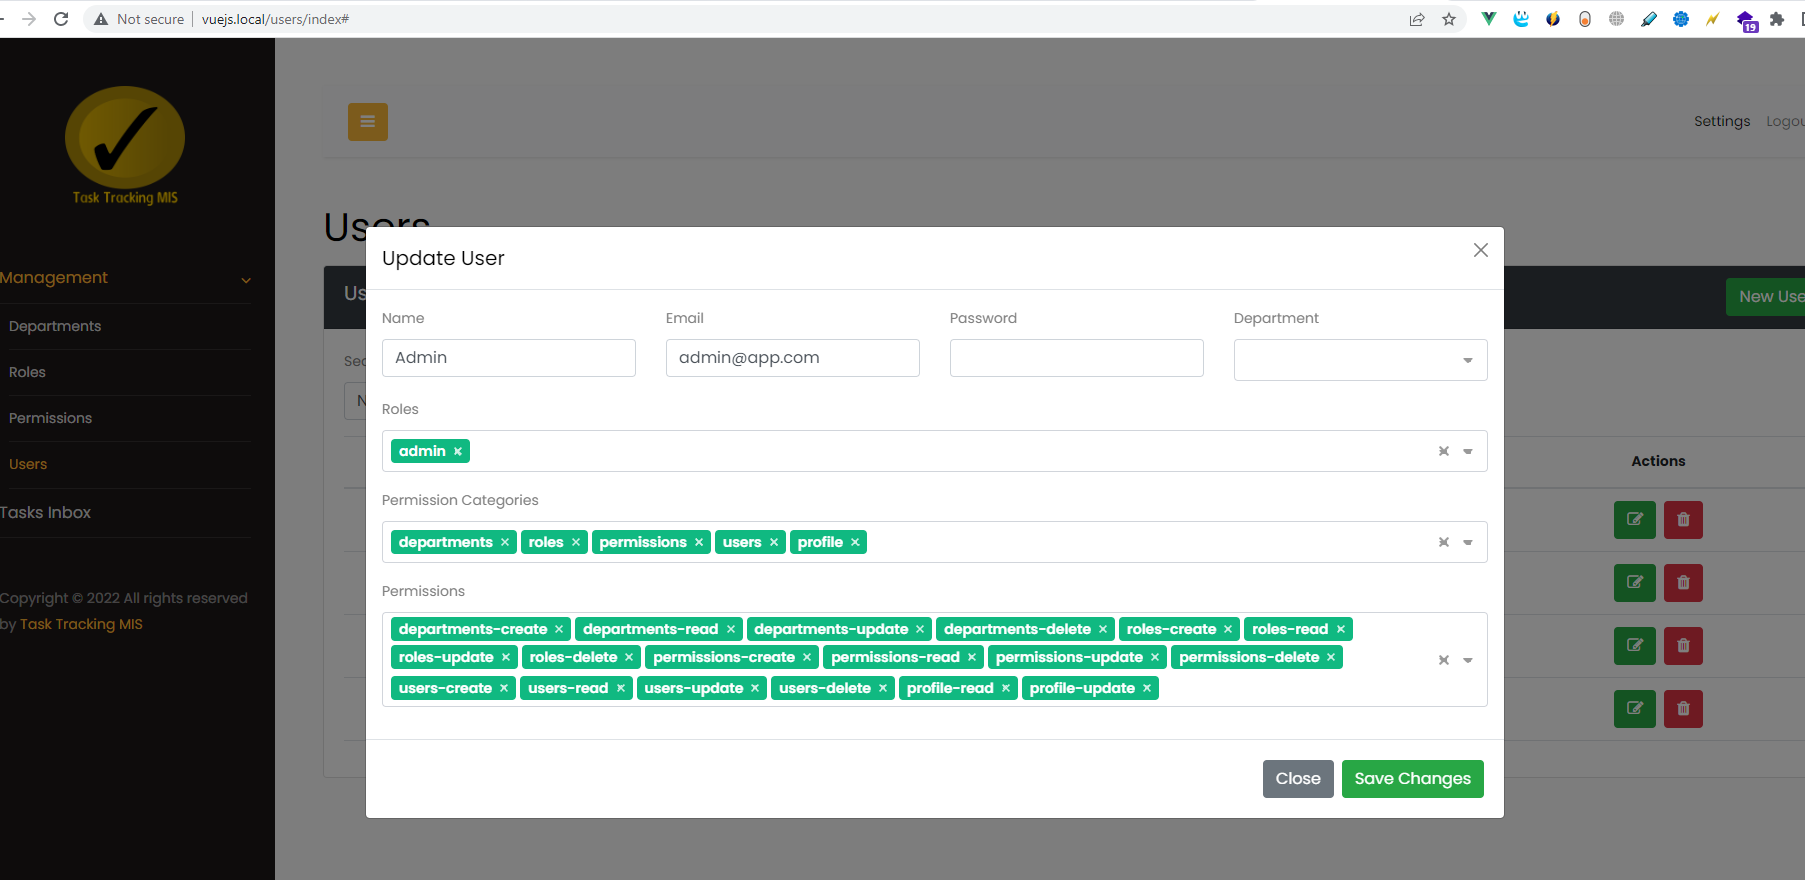 Not secure | vuejs.local/users/index#
19
Task Tracking MIS
Settings
Users
Management
Departments
Roles
Permissions
Users
Tasks Inbox
Copyright © 2022 All rights reserved
by Task Tracking MIS
Actions
Update User
Name Email Password Department
Admin admin@app.com
Roles
admin ×
Permission Categories
departments × roles × permissions × users × profile ×
Permissions
departments-create × departments-read × departments-update × departments-delete × roles-create × roles-read ×
roles-update × roles-delete × permissions-create × permissions-read × permissions-update × permissions-delete ×
users-create × users-read × users-update × users-delete × profile-read × profile-update ×
Close Save Changes